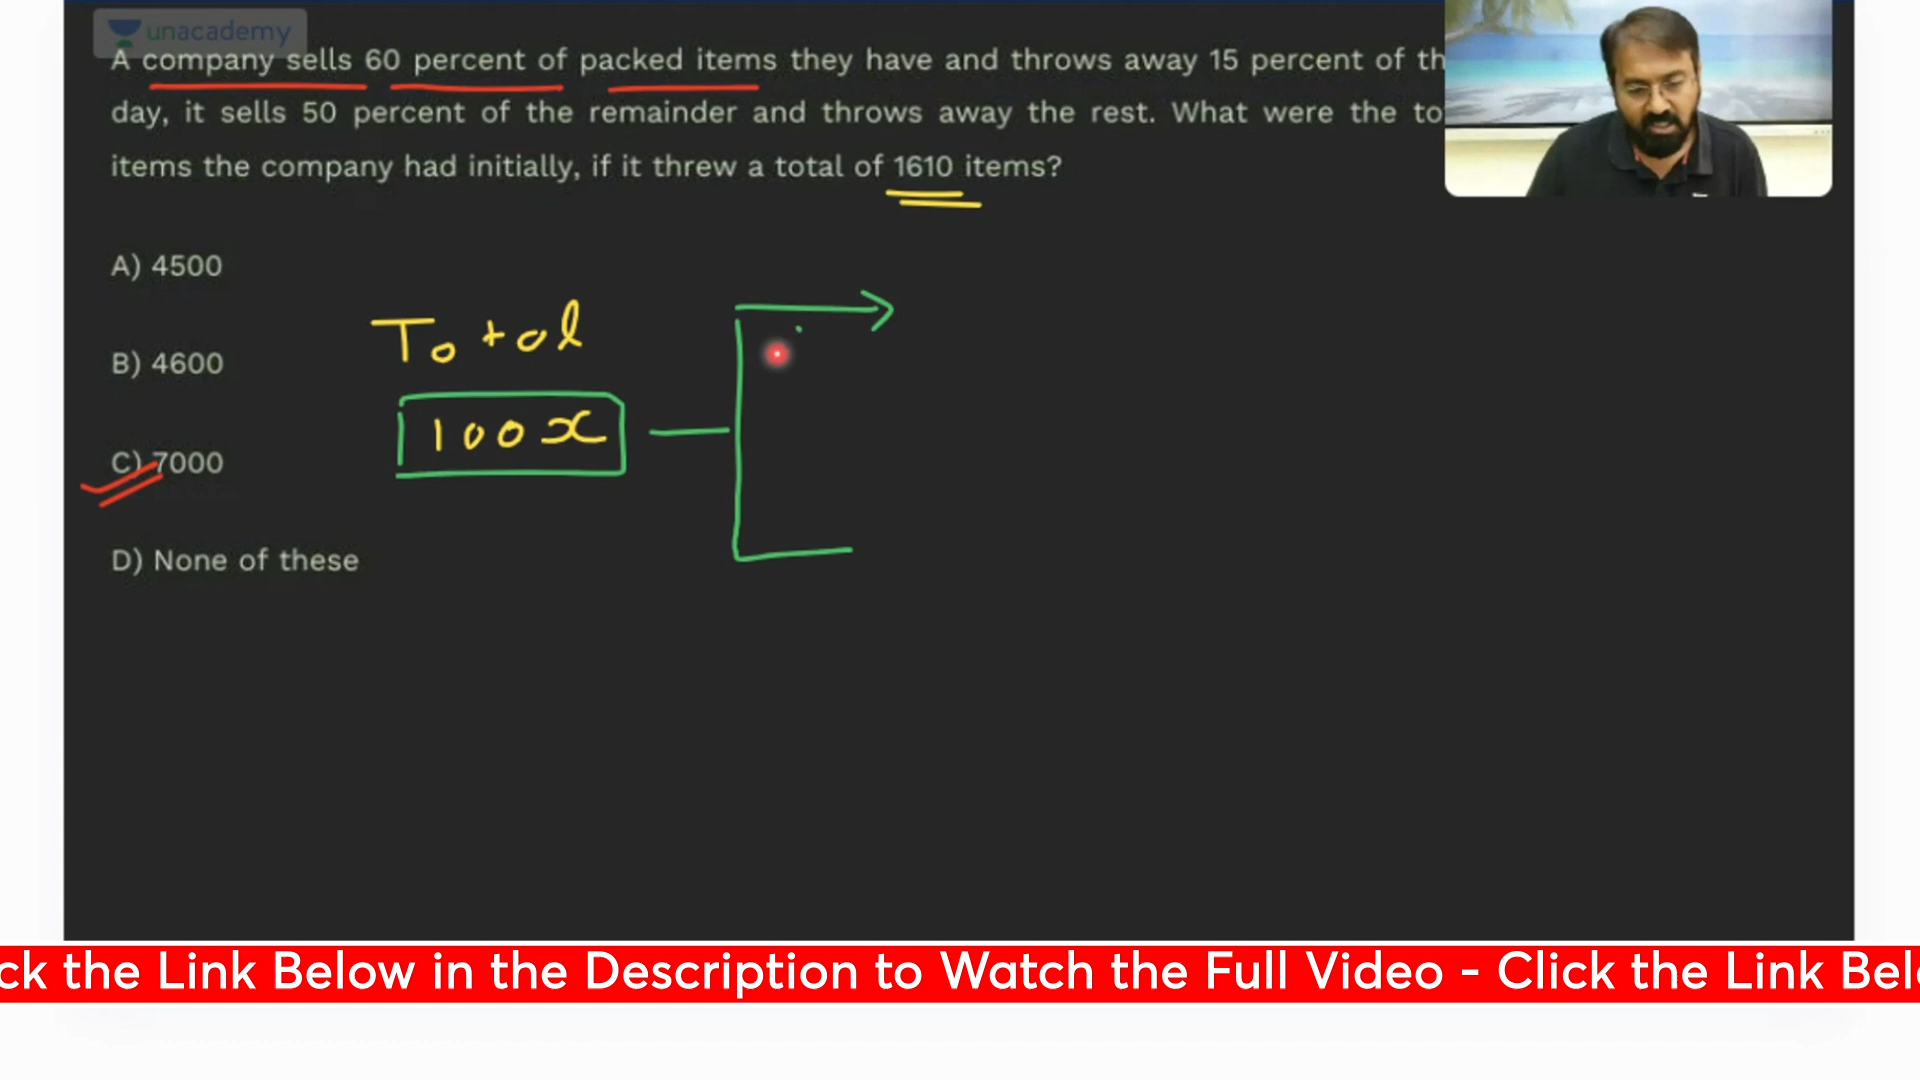 unacademy
A company sells 60 percent of packed items they have and throws away 15 percent of th
day, it sells 50 percent of the remainder and throws away the rest. What were the to
items the company had initially, if it threw a total of 1610 items?
A) 4500
Total
B) 4600
100x
C) 7000
D) None of these
ck the Link Below in the Description to Watch the Full Video - Click the Link Bel